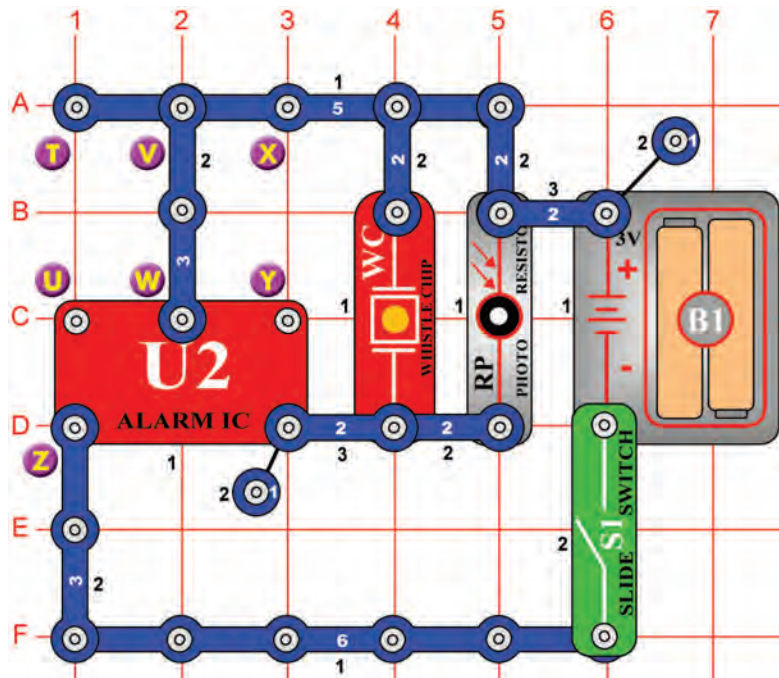 1 2 3 4 5 6 7
A 1 5
T V 2 X 2 2 2 2 3 2 1
B 2 3V
U W 3 Y WC WHISTLE CHIP RESISTO + 
C 1 1 1 B1
U2 RP PHOTO -
ALARM IC
D 2 2
Z 1 3 2
2 1 SLIDE SWITCH
E S1
3 2 2
F 6
1